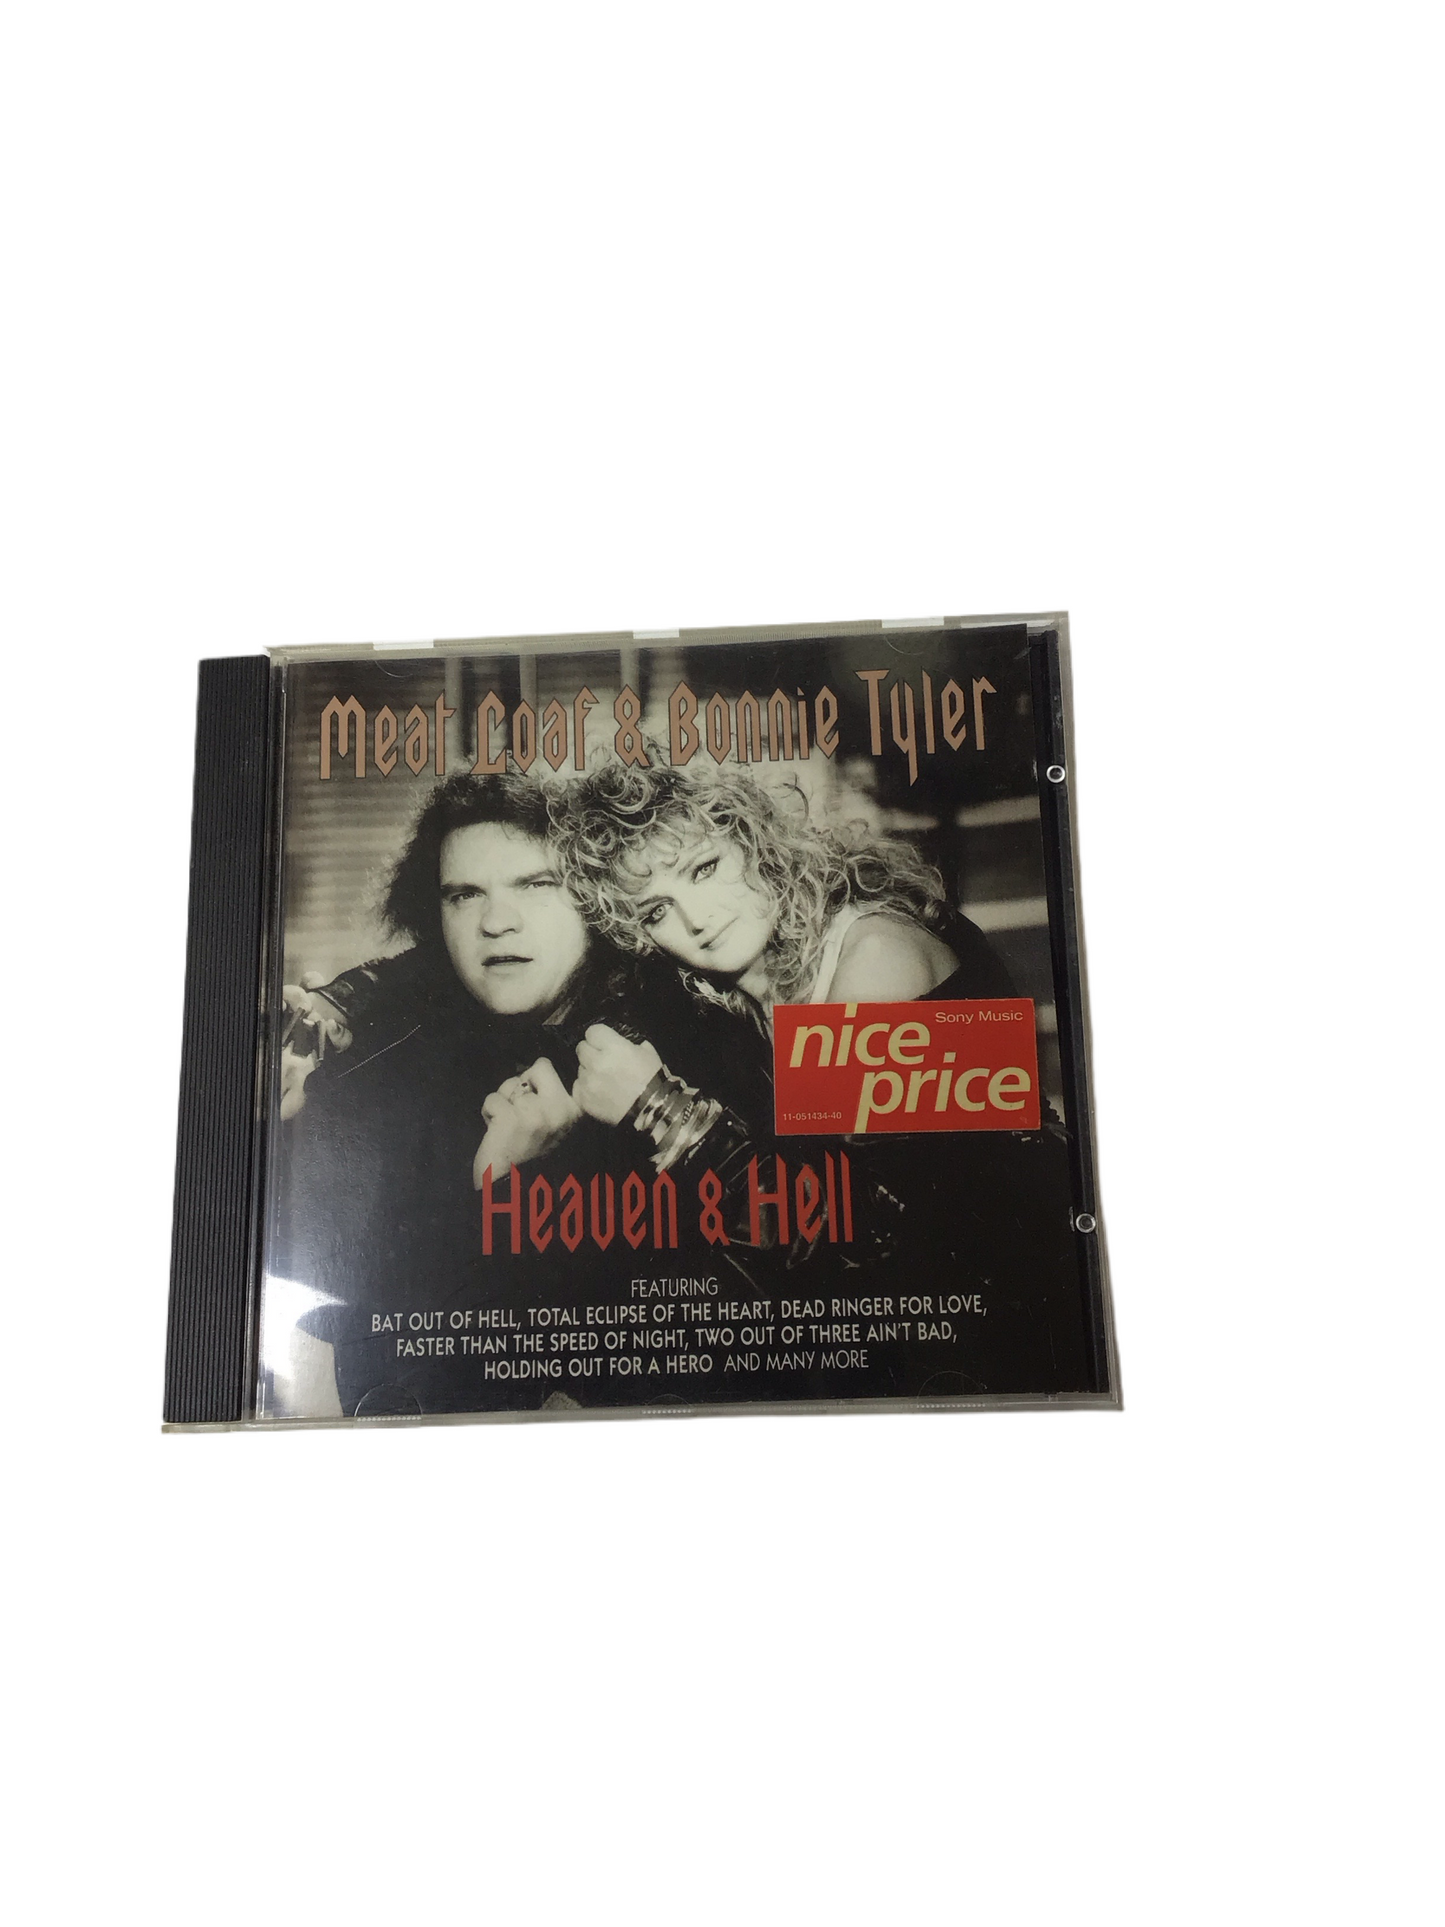 Meat Loaf & Bonnie Tyler
Sony Music
nice
price
11-051434-40
Heaven & Hell
FEATURING
BAT OUT OF HELL, TOTAL ECLIPSE OF THE HEART, DEAD RINGER FOR LOVE,
FASTER THAN THE SPEED OF NIGHT, TWO OUT OF THREE AIN'T BAD,
HOLDING OUT FOR A HERO AND MANY MORE